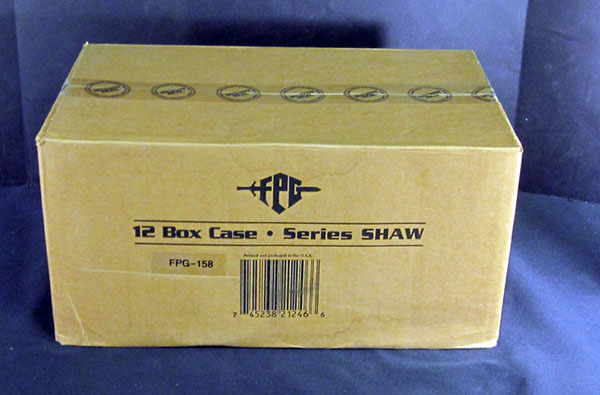 FPG
12 Box Case • Series SHAW
Printed and packaged in the U.S.A.
FPG-158
7 45238 21246 6